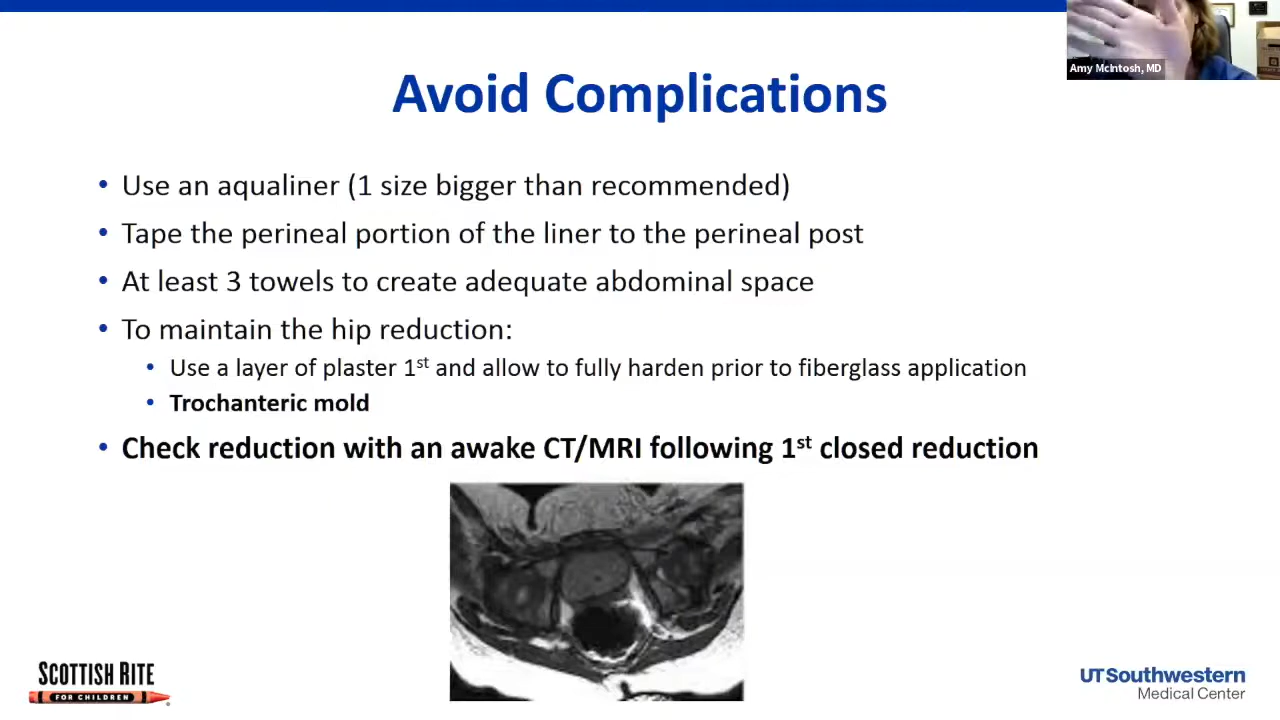 Amy McIntosh, MD
Avoid Complications
• Use an aqualiner (1 size bigger than recommended)
• Tape the perineal portion of the liner to the perineal post
• At least 3 towels to create adequate abdominal space
• To maintain the hip reduction:
• Use a layer of plaster 1st and allow to fully harden prior to fiberglass application
• Trochanteric mold
• Check reduction with an awake CT/MRI following 1st closed reduction
SCOTTISH RITE
FOR CHILDREN
UTSouthwestern
Medical Center